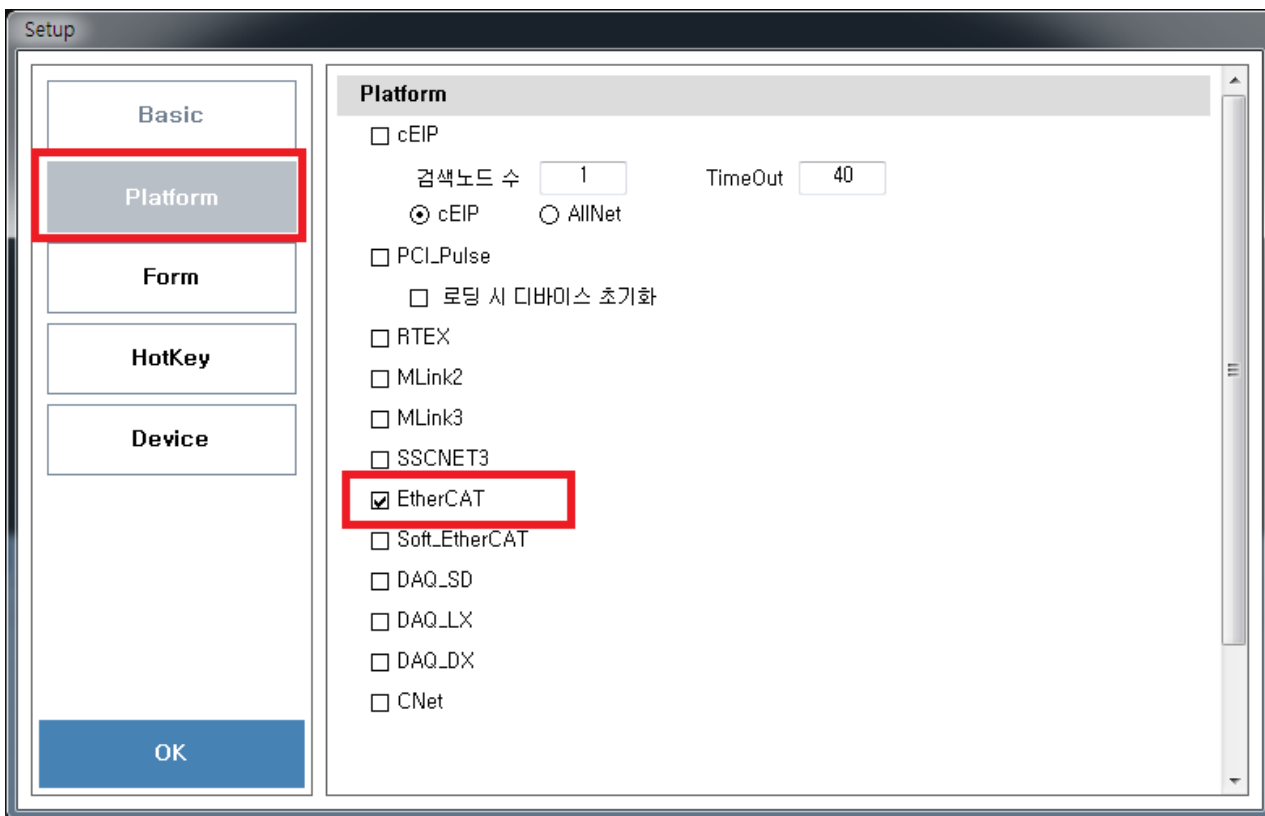 Setup
Basic
Platform
Form
HotKey
Device
OK
Platform
cEIP
검색노드 수 1 TimeOut 40
cEIP AllNet
PCI_Pulse
로딩 시 디바이스 초기화
RTEX
MLink2
MLink3
SSCNET3
EtherCAT
Soft_EtherCAT
DAQ_SD
DAQ_LX
DAQ_DX
CNet